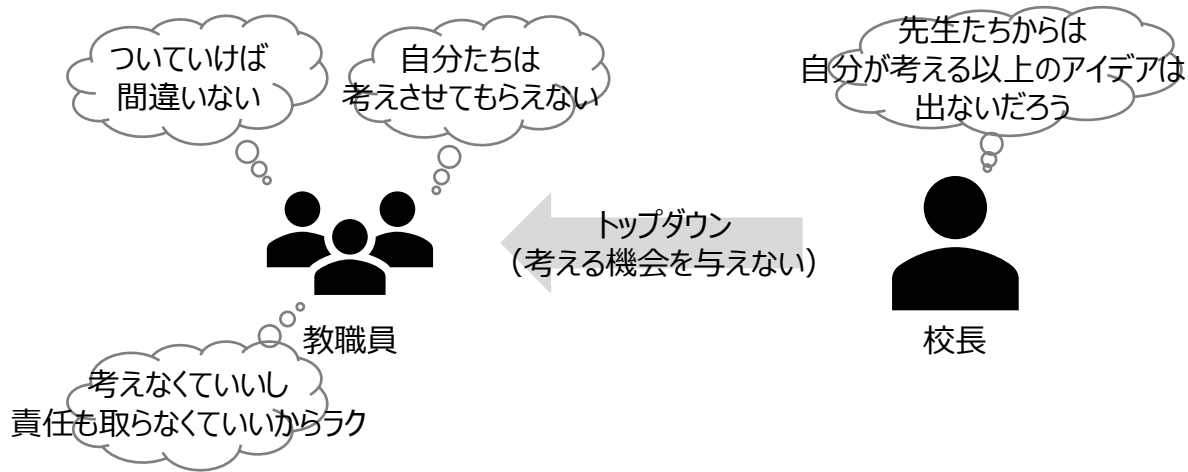 ついていけば
間違いない
自分たちは
考えさせてもらえない
先生たちからは
自分が考える以上のアイデアは
出ないだろう
トップダウン
（考える機会を与えない）
教職員
校長
考えなくていいし
責任も取らなくていいからラク